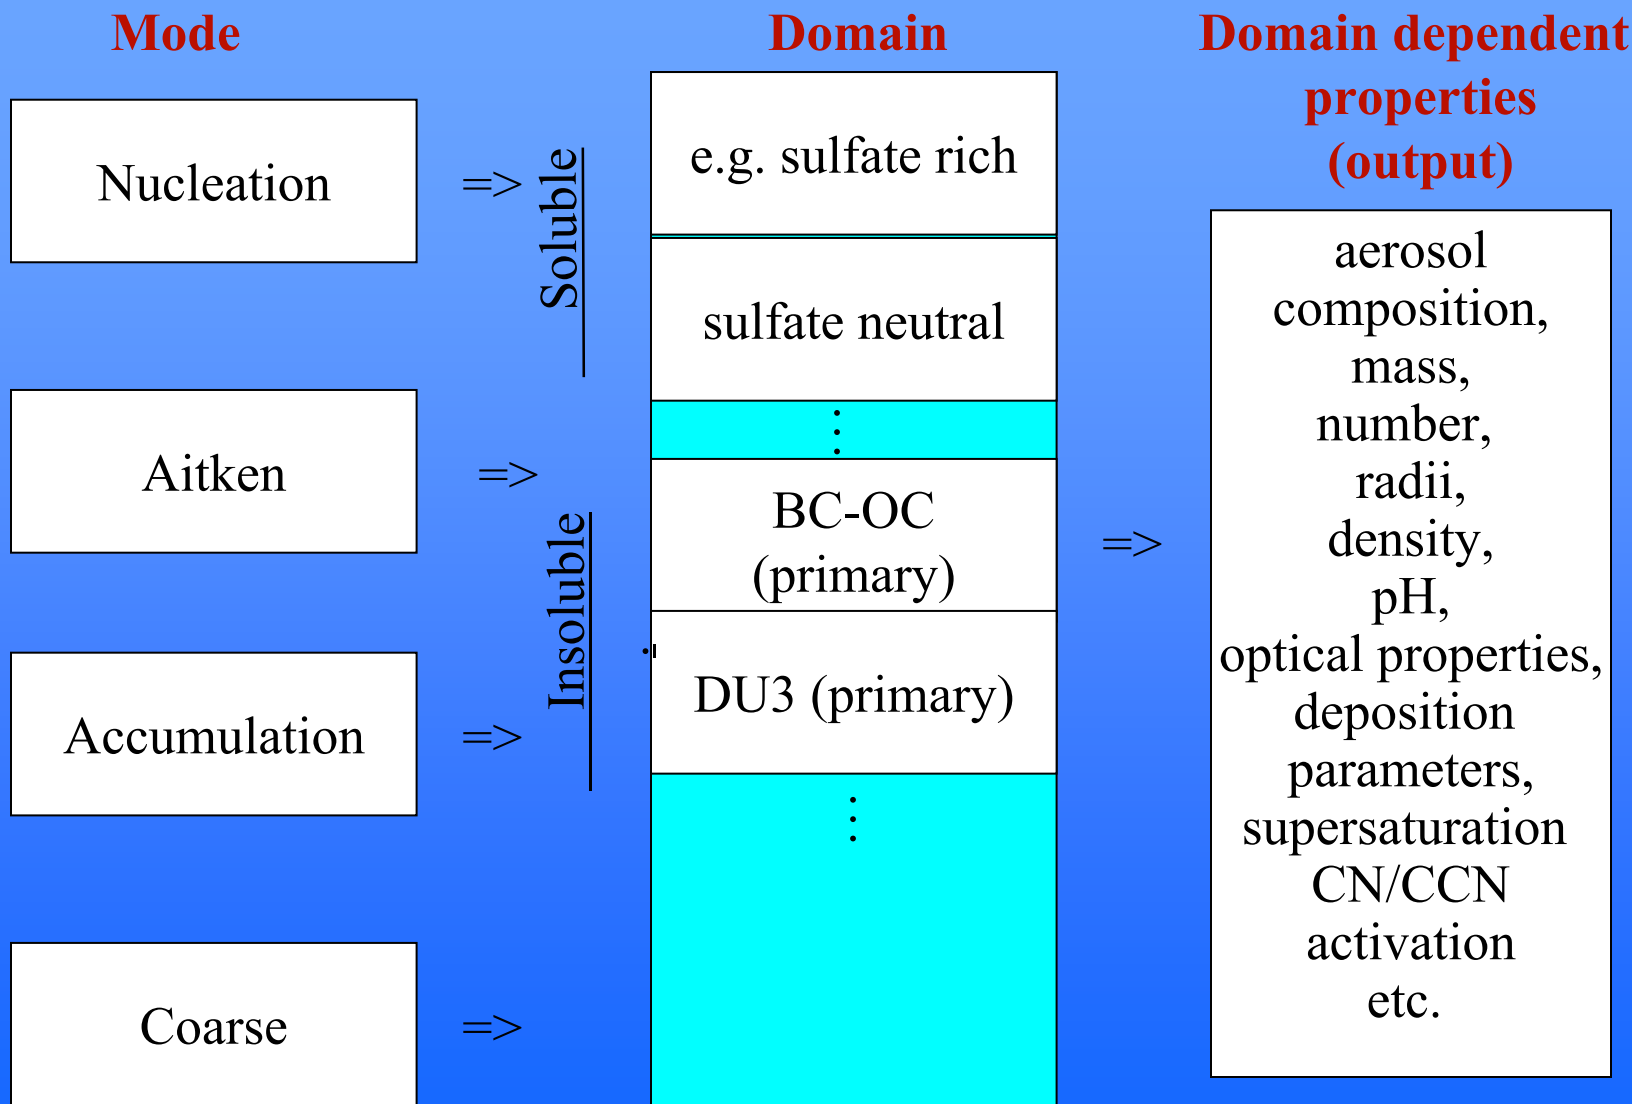 Mode
Nucleation
=>
Aitken
=>
Accumulation
=>
Coarse
=>
Soluble
Insoluble
Domain
e.g. sulfate rich
sulfate neutral
⋮
BC-OC
(primary)
DU3 (primary)
⋮
=>
Domain dependent
properties
(output)
aerosol
composition,
mass,
number,
radii,
density,
pH,
optical properties,
deposition
parameters,
supersaturation
CN/CCN
activation
etc.